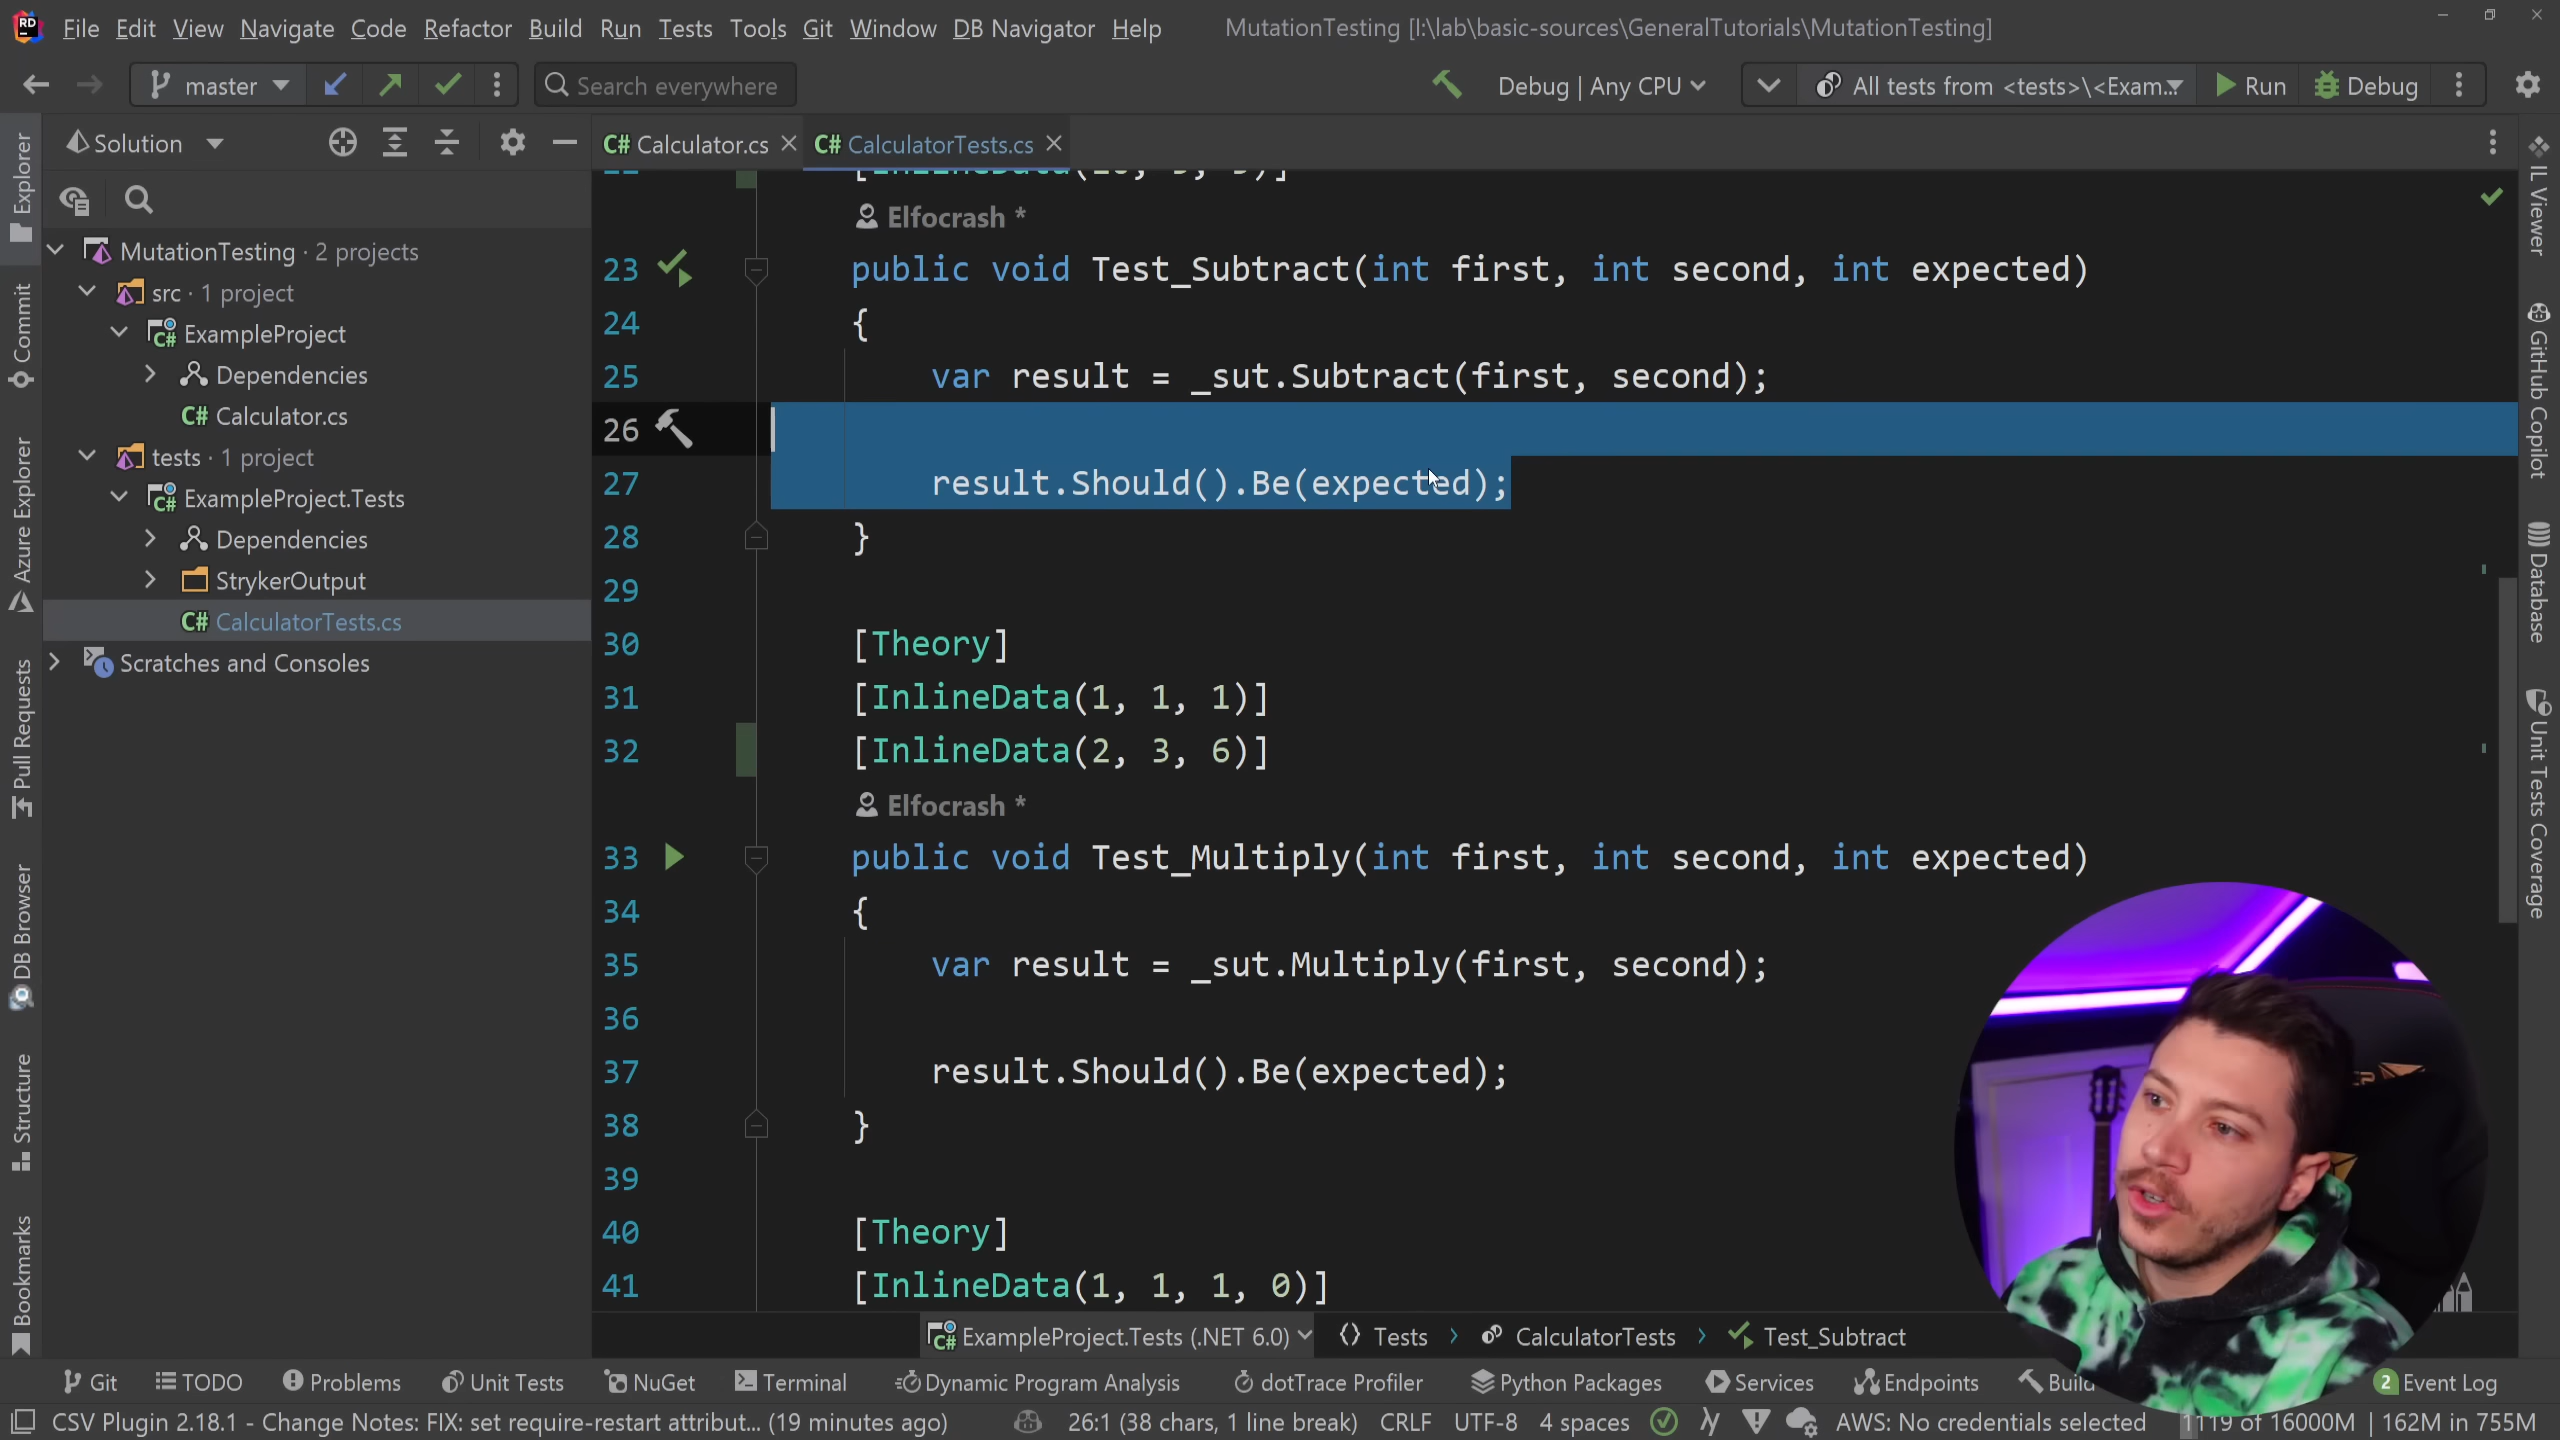 RD File Edit View Navigate Code Refactor Build Run Tests Tools Git Window DB Navigator Help MutationTesting [I:\lab\basic-sources\GeneralTutorials\MutationTesting]
master Search everywhere Debug | Any CPU All tests from <tests>\<Exam... Run Debug
Solution
C# Calculator.cs C# CalculatorTests.cs
MutationTesting · 2 projects
src · 1 project
ExampleProject
Dependencies
C# Calculator.cs
tests · 1 project
ExampleProject.Tests
Dependencies
StrykerOutput
C# CalculatorTests.cs
Scratches and Consoles
Explorer
Commit
Azure Explorer
Pull Requests
DB Browser
Structure
Bookmarks
Elfocrash *
23 public void Test_Subtract(int first, int second, int expected)
24 {
25 var result = _sut.Subtract(first, second);
26
27 result.Should().Be(expected);
28 }
29
30 [Theory]
31 [InlineData(1, 1, 1)]
32 [InlineData(2, 3, 6)]
Elfocrash *
33 public void Test_Multiply(int first, int second, int expected)
34 {
35 var result = _sut.Multiply(first, second);
36
37 result.Should().Be(expected);
38 }
39
40 [Theory]
41 [InlineData(1, 1, 1, 0)]
IL Viewer
GitHub Copilot
Database
Unit Tests Coverage
ExampleProject.Tests (.NET 6.0) Tests CalculatorTests Test_Subtract
Git TODO Problems Unit Tests NuGet Terminal Dynamic Program Analysis dotTrace Profiler Python Packages Services Endpoints Build 2 Event Log
CSV Plugin 2.18.1 - Change Notes: FIX: set require-restart attribut... (19 minutes ago) 26:1 (38 chars, 1 line break) CRLF UTF-8 4 spaces AWS: No credentials selected 1119 of 16000M | 162M in 755M